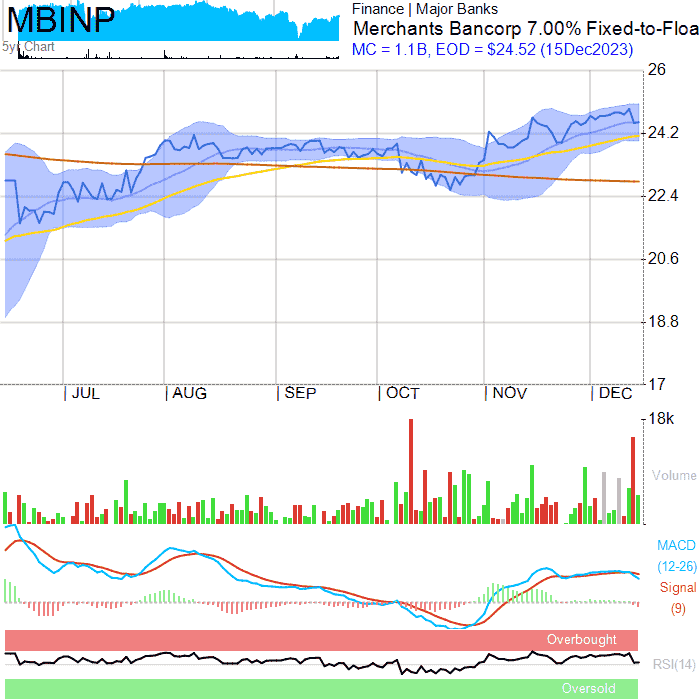 MBINP
5yr Chart
Finance | Major Banks
Merchants Bancorp 7.00% Fixed-to-Floa
MC = 1.1B, EOD = $24.52 (15Dec2023)
26
24.2
22.4
20.6
18.8
17
JUL AUG SEP OCT NOV DEC
18k
Volume
MACD
(12-26)
Signal
(9)
Overbought
RSI(14)
Oversold